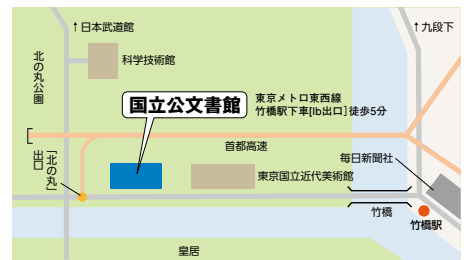 ↑日本武道館
↑九段下
北の丸公園
科学技術館
国立公文書館
東京メトロ東西線
竹橋駅下車[lb出口]徒歩5分
首都高速
「北の丸」
出口
東京国立近代美術館
毎日新聞社
竹橋
竹橋駅
皇居